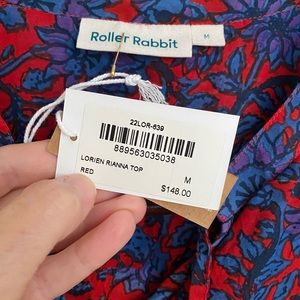 Roller Rabbit
M
22LOR-639
889563035038
LORIEN RIANNA TOP
RED
M
$148.00